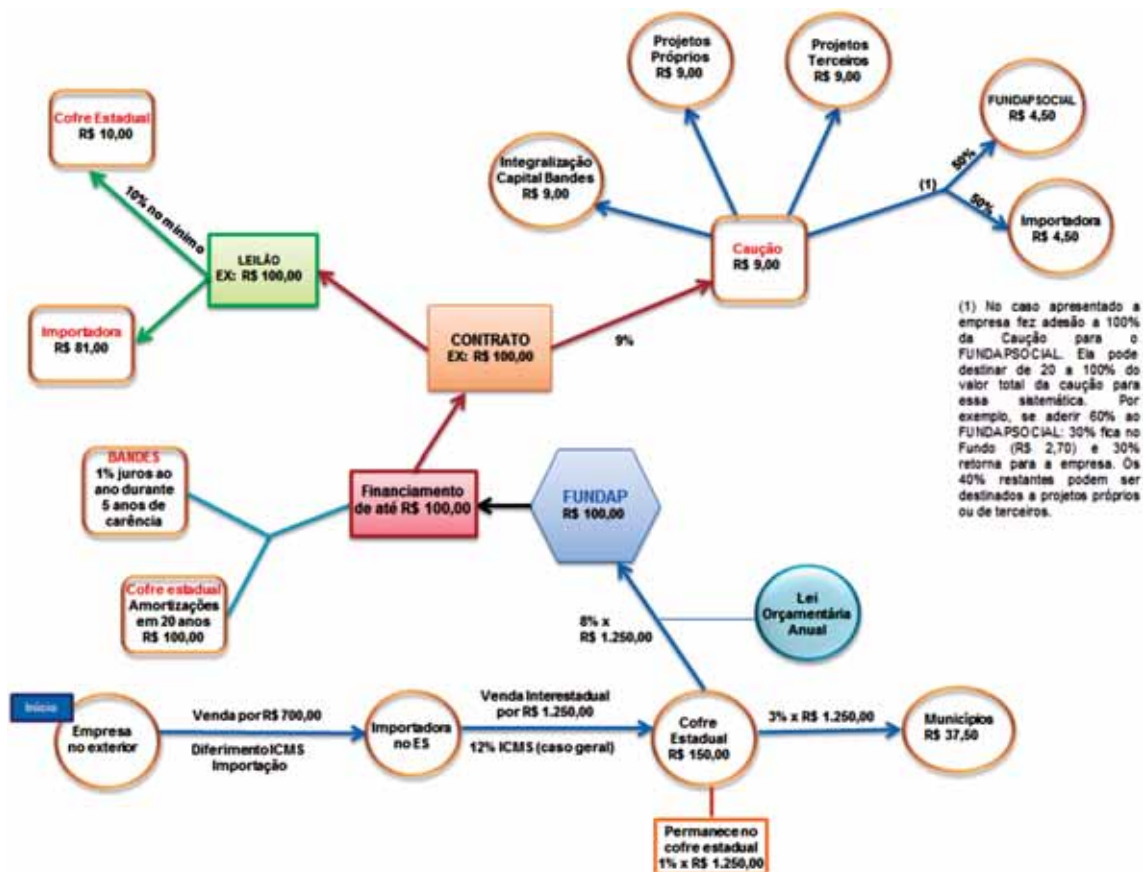 Projetos
Próprios
R$ 9,00
Projetos
Terceiros
R$ 9,00
FUNDAPSOCIAL
R$ 4,50
Cofre Estadual
R$ 10,00
Integralização
Capital Bandes
R$ 9,00
50%
(1)
50%
Importadora
R$ 4,50
10% no mínimo
LEILÃO
EX: R$ 100,00
Caução
R$ 9,00
Importadora
R$ 81,00
CONTRATO
EX: R$ 100,00
9%
(1) No caso apresentado a
empresa fez adesão a 100%
da Caução para o
FUNDAPSOCIAL. Ela pode
destinar de 20 a 100% do
valor total da caução para
essa sistemática. Por
exemplo, se aderir 60% ao
FUNDAPSOCIAL: 30% fica no
Fundo (R$ 2,70) e 30%
retorna para a empresa. Os
40% restantes podem ser
destinados a projetos próprios
ou de terceiros.
BANDES
1% juros ao
ano durante
5 anos de
carência
Financiamento
de até R$ 100,00
FUNDAP
R$ 100,00
Cofre estadual
Amortizações
em 20 anos
R$ 100,00
8% x
R$ 1.250,00
Lei
Orçamentária
Anual
Início
Empresa
no exterior
Venda por R$ 700,00
Diferimento ICMS
Importação
Importadora
no ES
Venda Interestadual
por R$ 1.250,00
12% ICMS (caso geral)
Cofre
Estadual
R$ 150,00
3% x R$ 1.250,00
Municípios
R$ 37,50
Permanece no
cofre estadual
1% x R$ 1.250,00